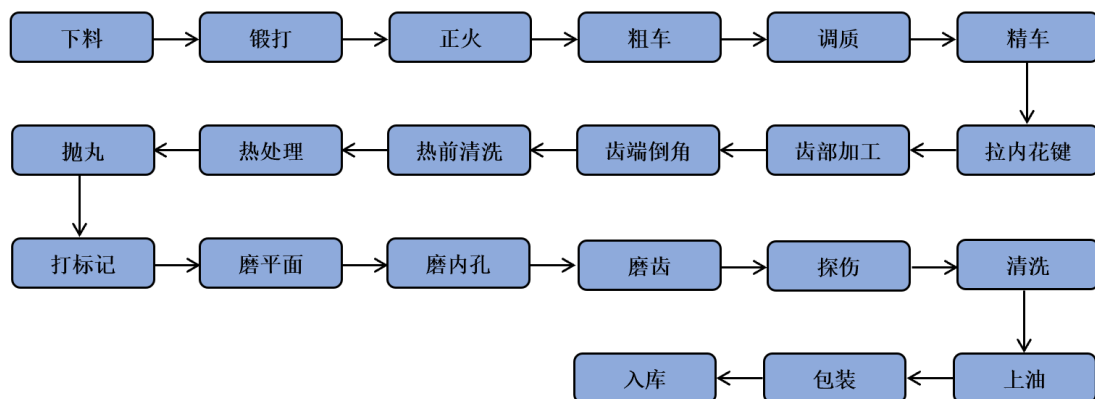 下料
锻打
正火
粗车
调质
精车
拉内花键
齿部加工
齿端倒角
热前清洗
热处理
抛丸
打标记
磨平面
磨内孔
磨齿
探伤
清洗
上油
包装
入库